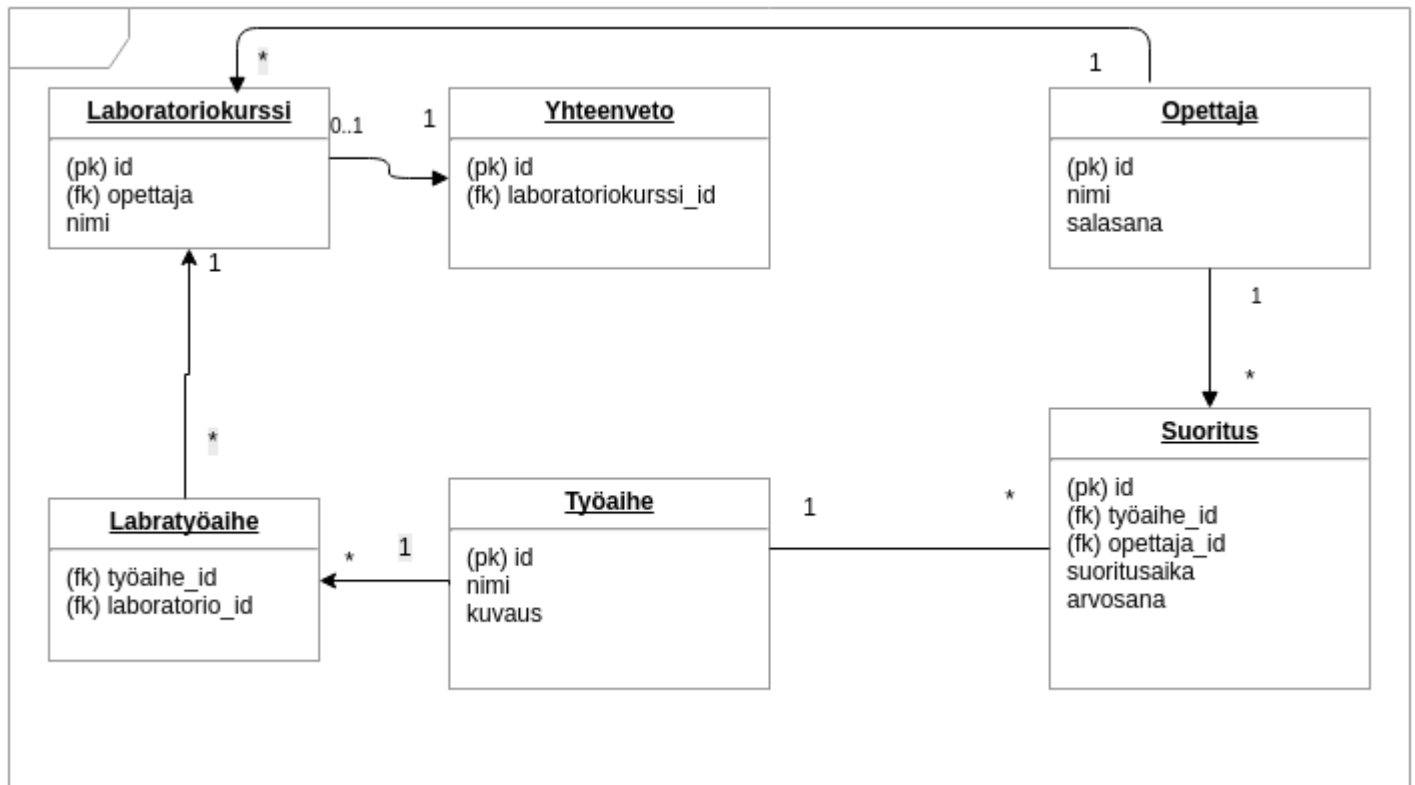 *
1
Laboratoriokurssi
(pk) id
(fk) opettaja
nimi
0..1
1
Yhteenveto
(pk) id
(fk) laboratoriokurssi_id
Opettaja
(pk) id
nimi
salasana
1
*
1
*
Labratyöaihe
(fk) työaihe_id
(fk) laboratorio_id
*
1
Työaihe
(pk) id
nimi
kuvaus
1
*
Suoritus
(pk) id
(fk) työaihe_id
(fk) opettaja_id
suoritusaika
arvosana